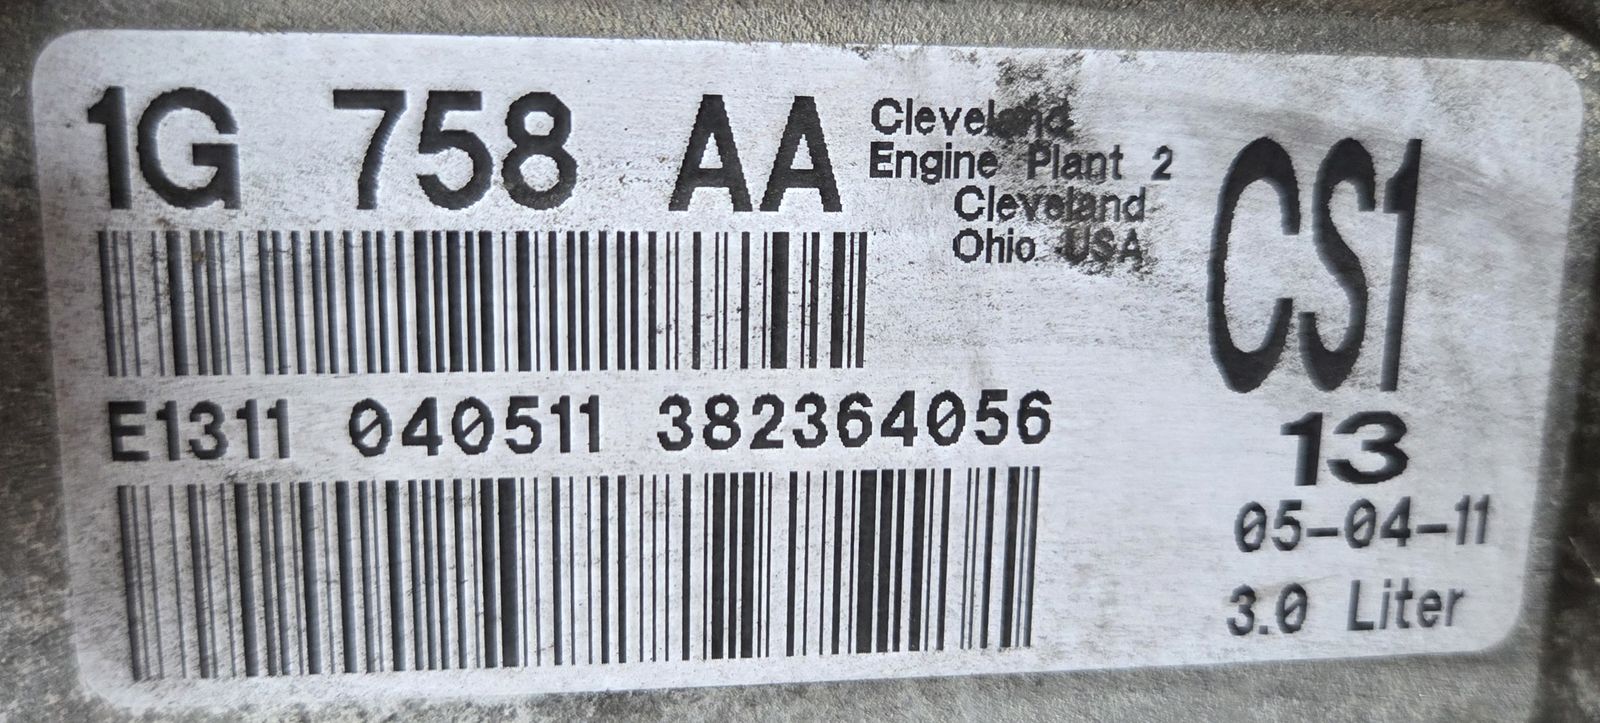 1G 758 AA
Cleveland
Engine Plant 2
Cleveland
Ohio USA
CS1
E1311 040511 382364056
13
05-04-11
3.0 Liter